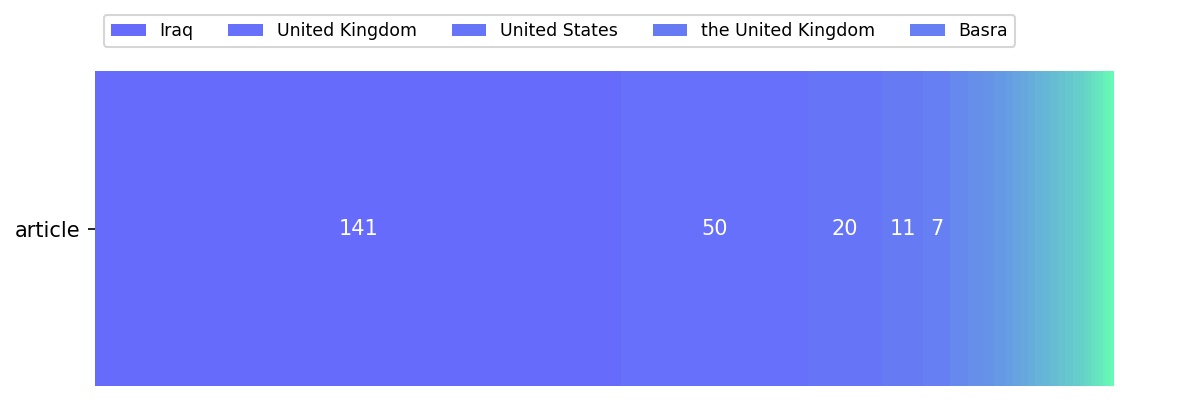 Iraq United Kingdom United States the United Kingdom Basra
article 141 50 20 11 7